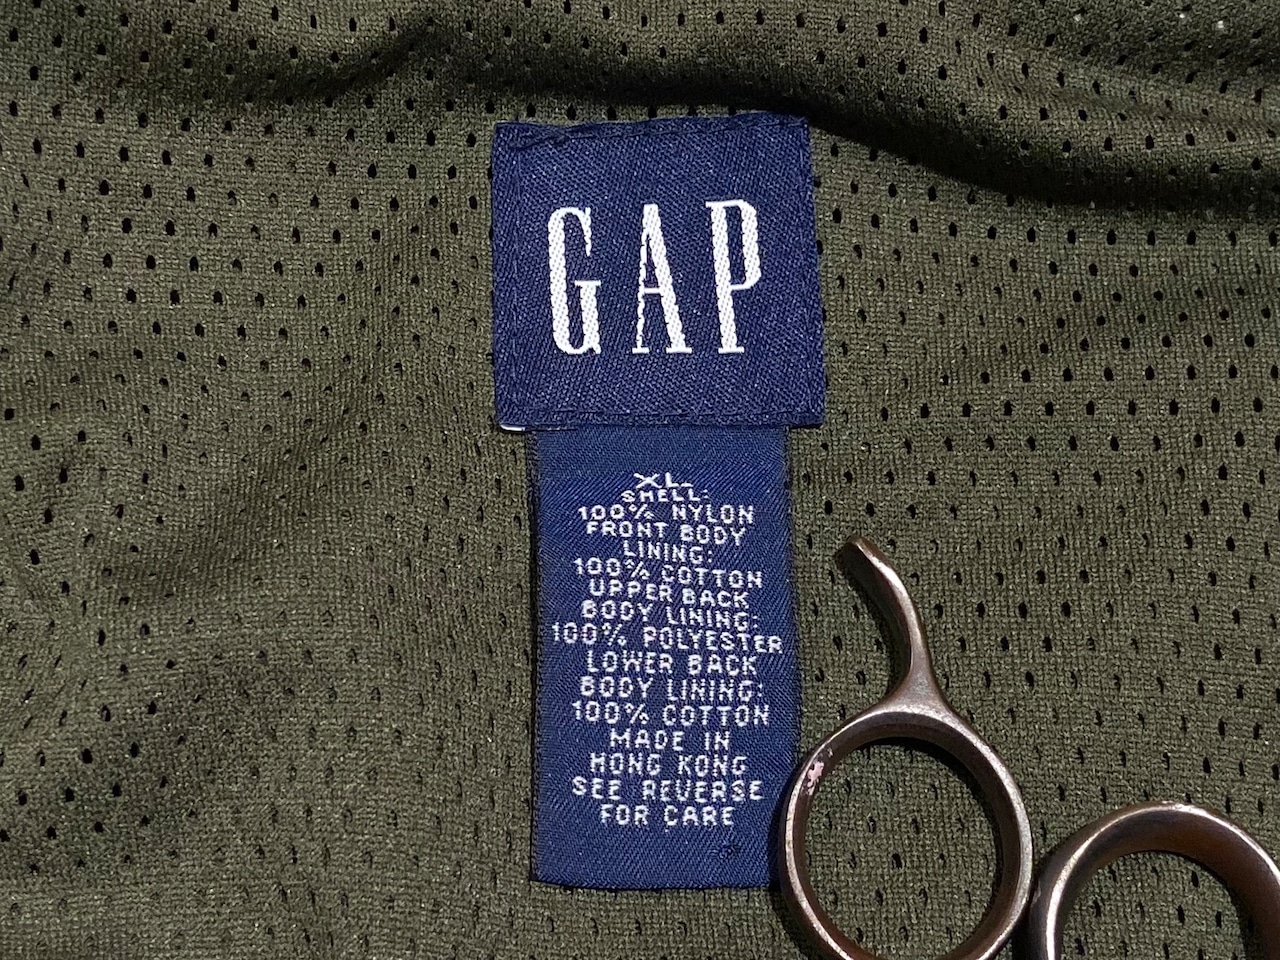 GAP
XL
SHELL:
100% NYLON
FRONT BODY
LINING:
100% COTTON
UPPER BACK
BODY LINING:
100% POLYESTER
LOWER BACK
BODY LINING:
100% COTTON
MADE IN
HONG KONG
SEE REVERSE
FOR CARE